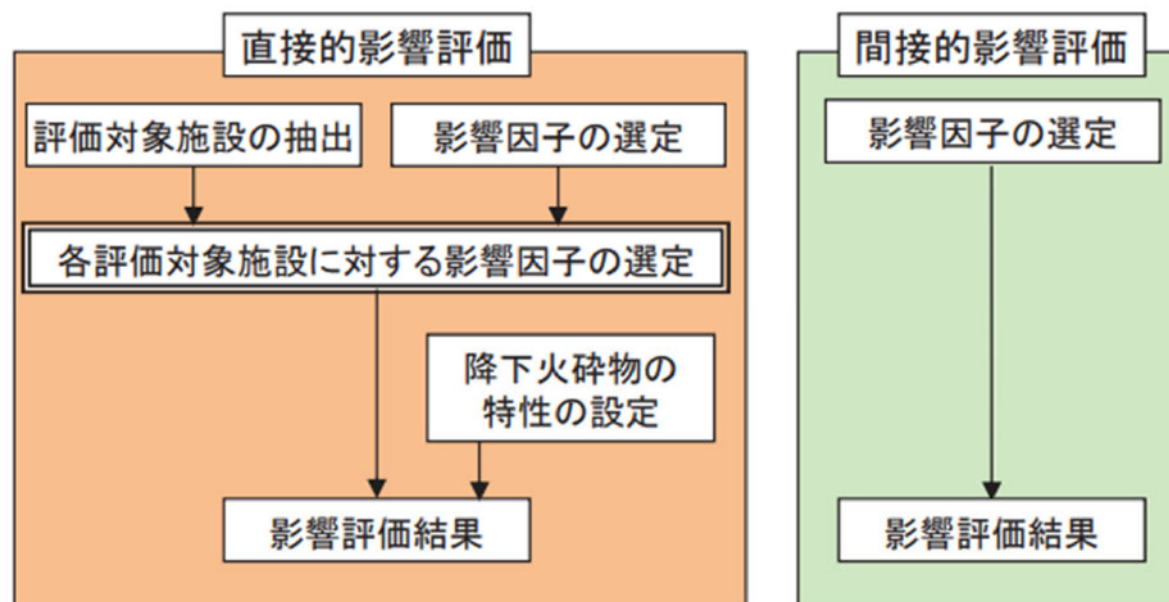 直接的影響評価
評価対象施設の抽出
影響因子の選定
各評価対象施設に対する影響因子の選定
降下火砕物の
特性の設定
影響評価結果
間接的影響評価
影響因子の選定
影響評価結果